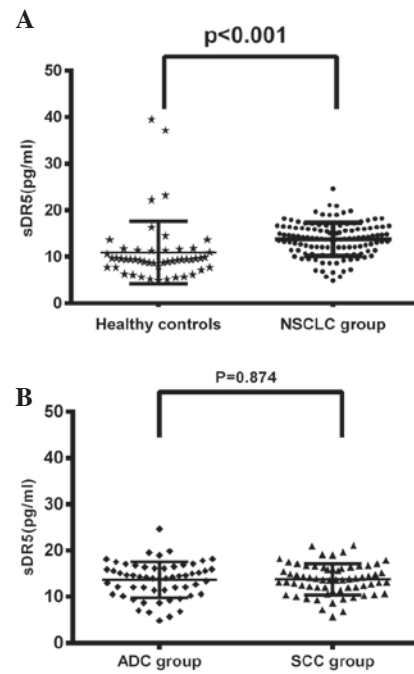 A
p<0.001
50
40
30
20
10
0
sDR5(pg/ml)
Healthy controls NSCLC group
B
P=0.874
50
40
30
20
10
0
sDR5(pg/ml)
ADC group SCC group